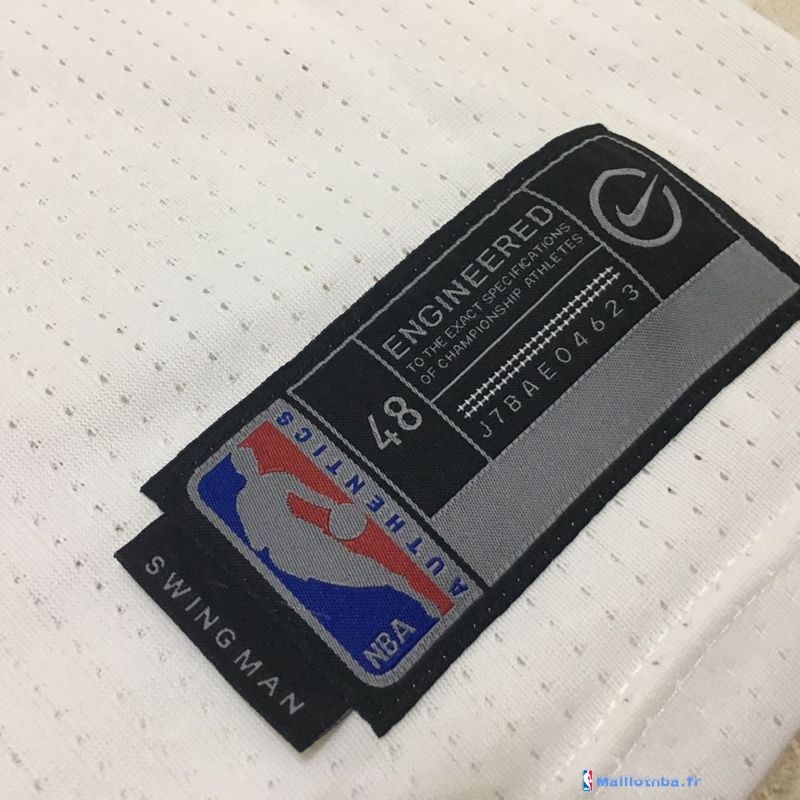 ENGINEERED
TO THE EXACT SPECIFICATIONS
OF CHAMPIONSHIP ATHLETES
J7BAE04623
48
AUTHENTICS
NBA
SWINGMAN
Maillotnba.fr